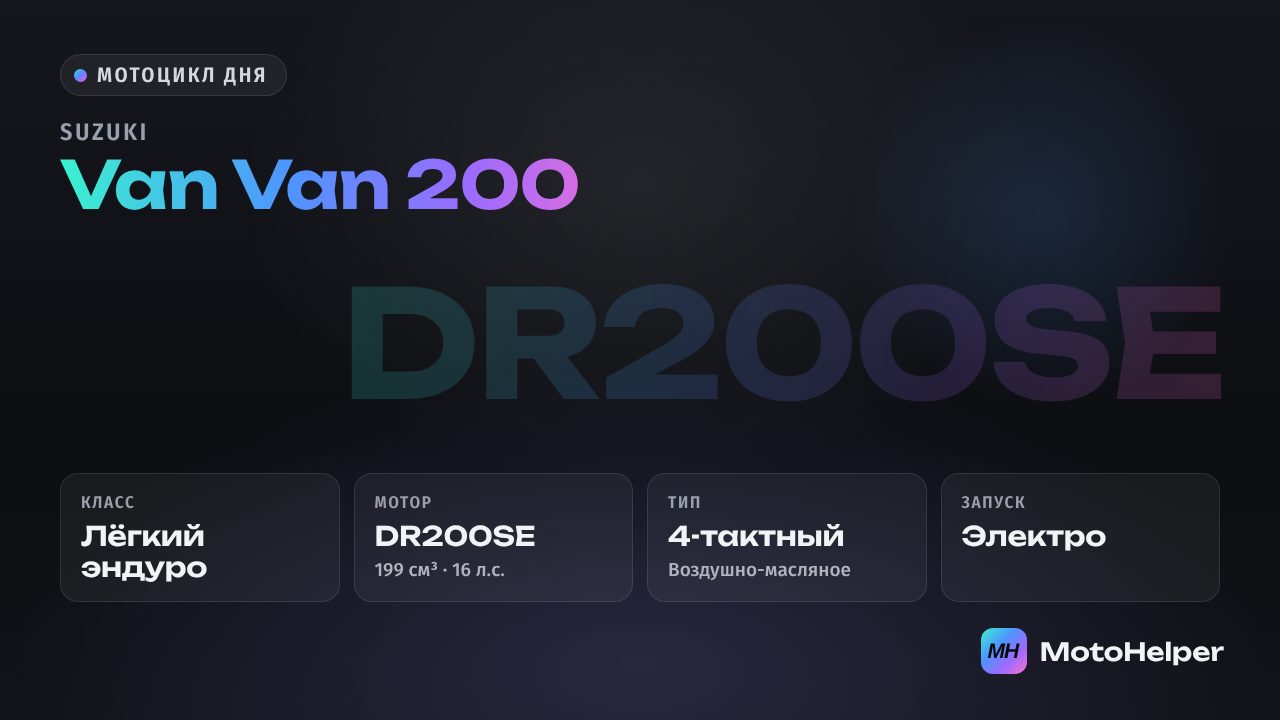 МОТОЦИКЛ ДНЯ
SUZUKI
Van Van 200
DR200SE
КЛАСС
Лёгкий
эндуро
МОТОР
DR200SE
199 см³ · 16 л.с.
ТИП
4-тактный
Воздушно-масляное
ЗАПУСК
Электро
MH MotoHelper